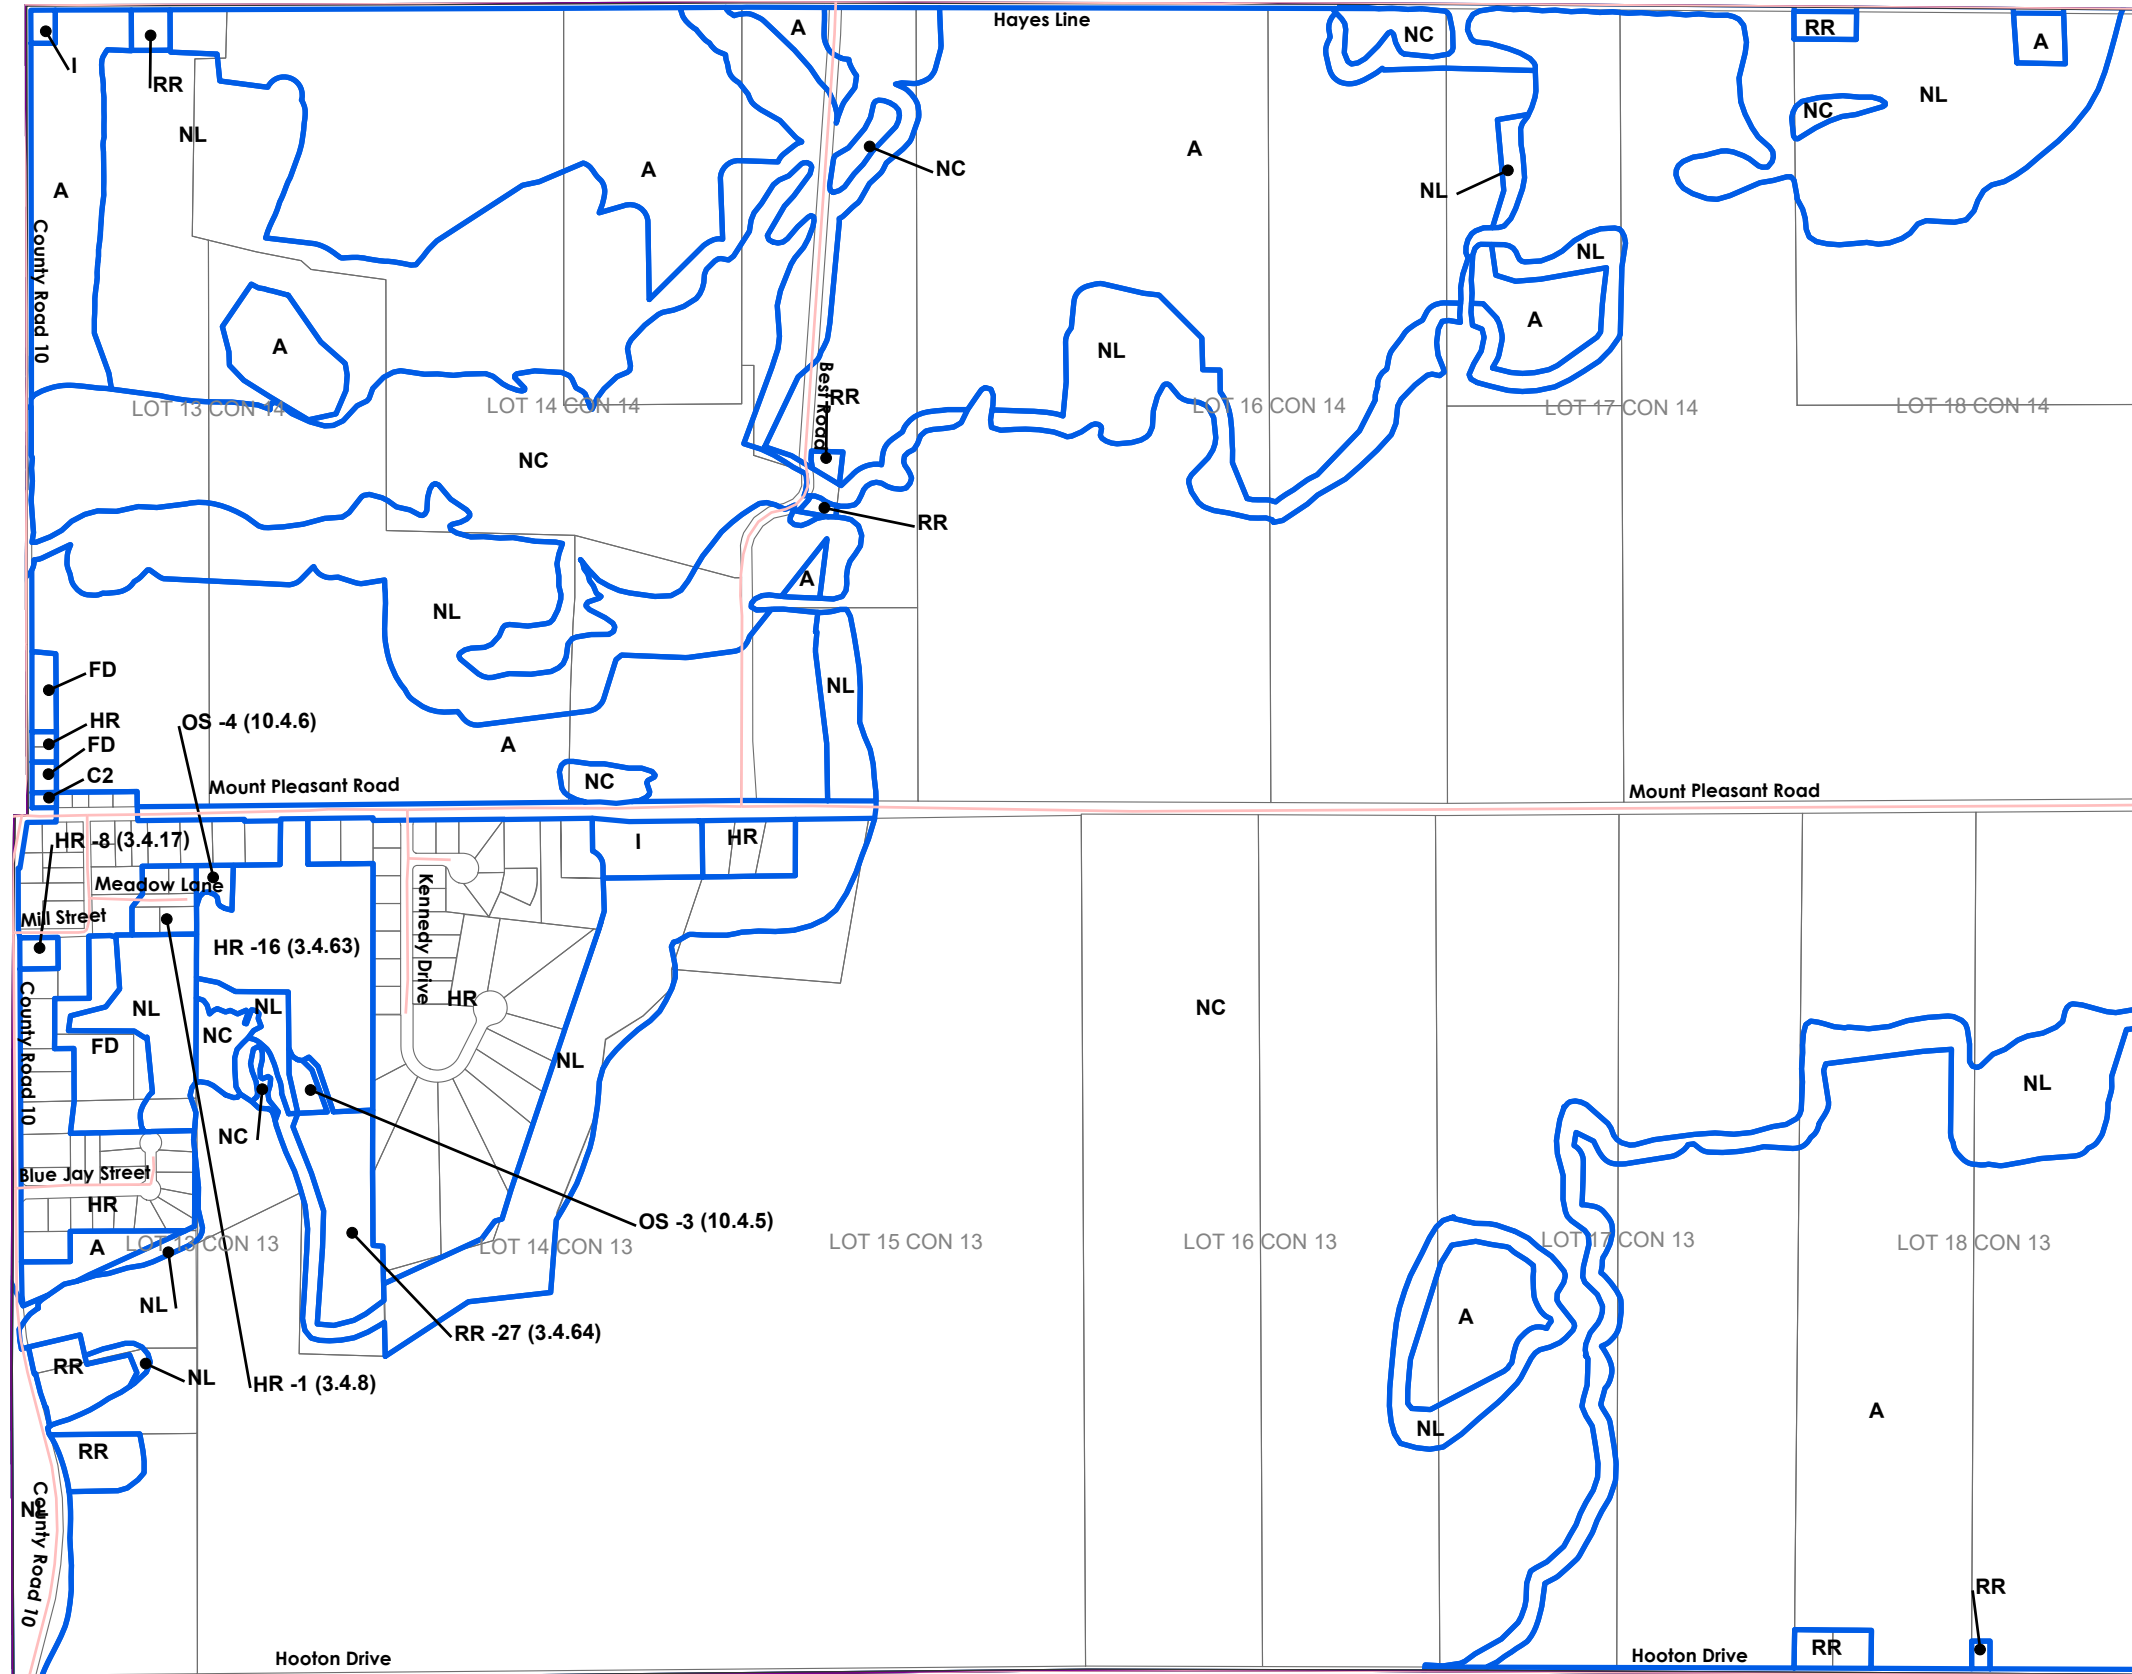 Hayes Line
A
NC
RR
A
I
RR
NL
NC
NL
A
A
NC
A
NL
A
NL
County Road 10
A
NL
A
Best Road
RR
LOT 13 CON 14
LOT 14 CON 14
LOT 16 CON 14
LOT 17 CON 14
LOT 18 CON 14
NC
RR
A
NL
FD
NL
HR
OS -4 (10.4.6)
FD
A
C2
NC
Mount Pleasant Road
Mount Pleasant Road
HR -8 (3.4.17)
I
HR
Meadow Lane
Mill Street
Kennedy Drive
HR -16 (3.4.63)
County Road 10
NL
NL
HR
NC
NC
FD
NL
NL
NC
Blue Jay Street
HR
OS -3 (10.4.5)
A
LOT 13 CON 13
LOT 14 CON 13
LOT 15 CON 13
LOT 16 CON 13
LOT 17 CON 13
LOT 18 CON 13
NL
A
RR -27 (3.4.64)
RR
NL
HR -1 (3.4.8)
A
NL
RR
NL
County Road 10
RR
RR
Hooton Drive
Hooton Drive